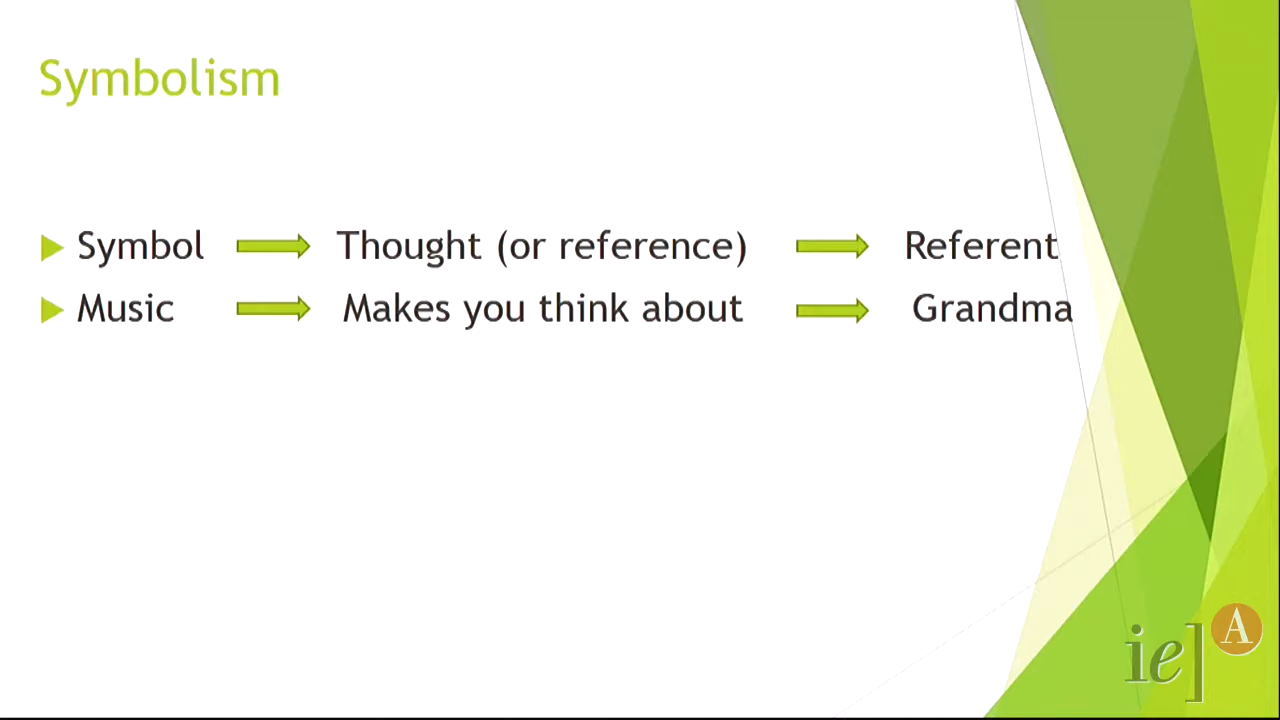 Symbolism
Symbol Thought (or reference) Referent
Music Makes you think about Grandma
ie] A